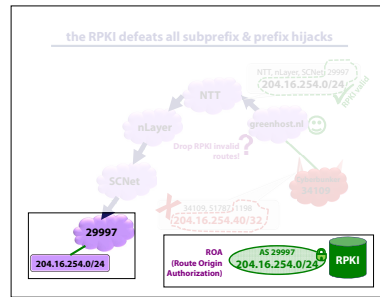 the RPKI defeats all subprefix & prefix hijacks
NTT, nLayer, SCNet, 29997
204.16.254.0/24
NTT
RPKI valid
nLayer
greenhost.nl
Drop RPKI invalid
routes!
?
SCNet
34109
34109, 51787, 1198
204.16.254.40/32
29997
204.16.254.0/24
ROA
(Route Origin
Authorization)
AS 29997
204.16.254.0/24
RPKI